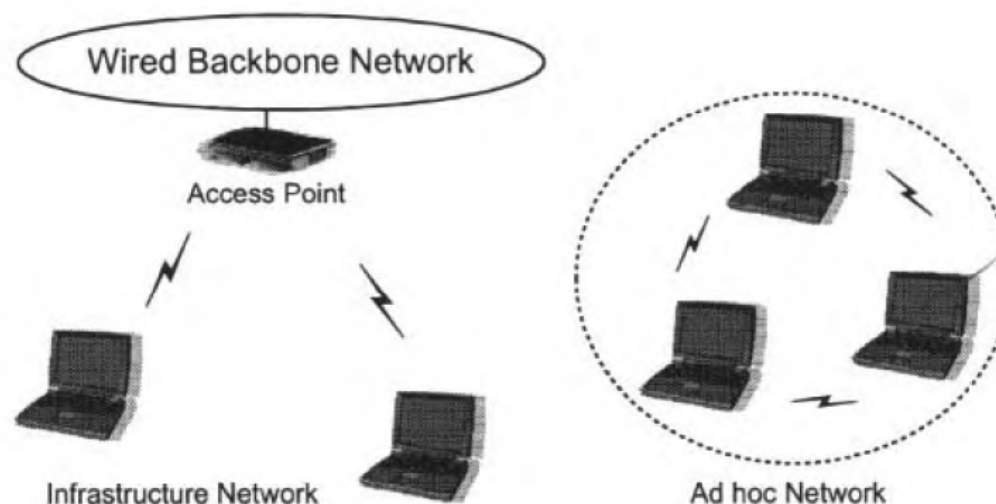 Wired Backbone Network
Access Point
Infrastructure Network
Ad hoc Network